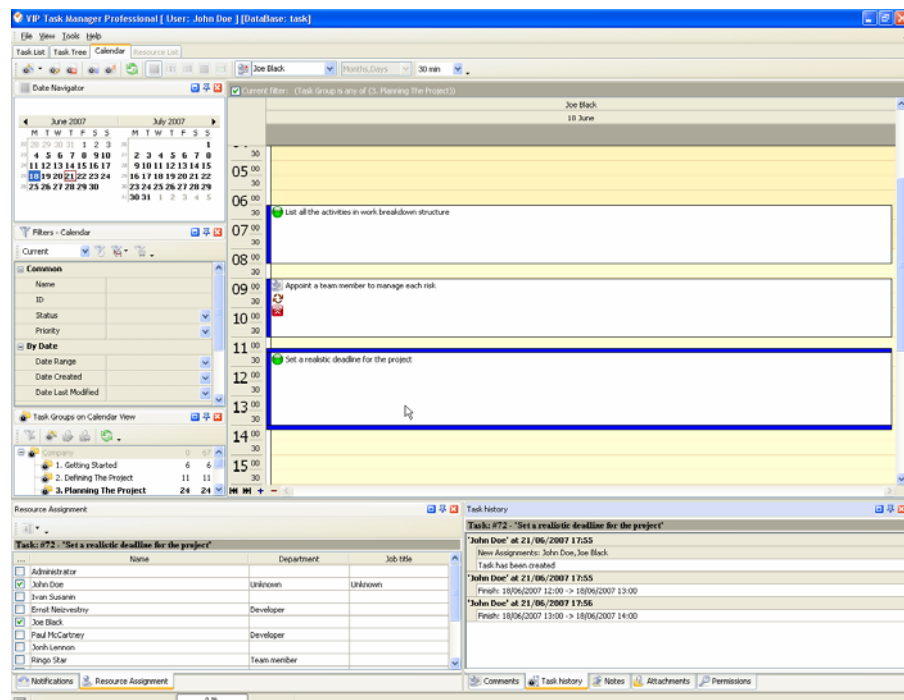 VIP Task Manager Professional [ User: John Doe ] [DataBase: task]
File View Tools Help
Task List Task Tree Calendar Resource List
Joe Black Months,Days 30 min
Date Navigator
Current filter: (Task Group is any of (3. Planning The Project))
Joe Black
18 June
June 2007 July 2007
M T W T F S S M T W T F S S
28 29 30 31 1 2 3 1
4 5 6 7 8 9 10 2 3 4 5 6 7 8
11 12 13 14 15 16 17 9 10 11 12 13 14 15
18 19 20 21 22 23 24 16 17 18 19 20 21 22
25 26 27 28 29 30 23 24 25 26 27 28 29
30 31 1 2 3 4 5
30
05 00
30
06 00
30 List all the activities in work breakdown structure
07 00
30
08 00
30
09 00 Appoint a team member to manage each risk
30
10 00
30
11 00
30 Set a realistic deadline for the project
12 00
30
13 00
30
14 00
30
15 00
30
Filters - Calendar
Current
Common
Name
ID
Status
Priority
By Date
Date Range
Date Created
Date Last Modified
Task Groups on Calendar View
Company 0 67
1. Getting Started 6 6
2. Defining The Project 11 11
3. Planning The Project 24 24
Resource Assignment
Task: #72 - 'Set a realistic deadline for the project'
... Name Department Job title
Administrator
John Doe Unknown Unknown
Ivan Susanin
Ernst Neizvestny Developer
Joe Black
Paul McCartney Developer
Jonh Lennon
Ringo Star Team member
Notifications Resource Assignment
Task history
Task: #72 - 'Set a realistic deadline for the project'
'John Doe' at 21/06/2007 17:55
New Assignments: John Doe, Joe Black
Task has been created
'John Doe' at 21/06/2007 17:55
Finish: 18/06/2007 12:00 -> 18/06/2007 13:00
'John Doe' at 21/06/2007 17:56
Finish: 18/06/2007 13:00 -> 18/06/2007 14:00
Comments Task history Notes Attachments Permissions
0 %